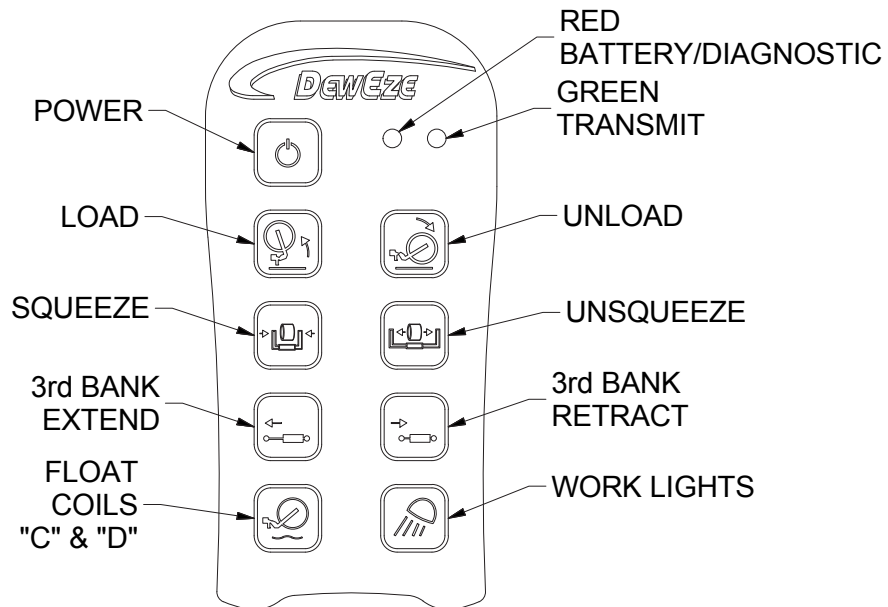 RED
BATTERY/DIAGNOSTIC
DEWEZE
GREEN
TRANSMIT
POWER
LOAD
UNLOAD
SQUEEZE
UNSQUEEZE
3rd BANK
EXTEND
3rd BANK
RETRACT
FLOAT
COILS
"C" & "D"
WORK LIGHTS